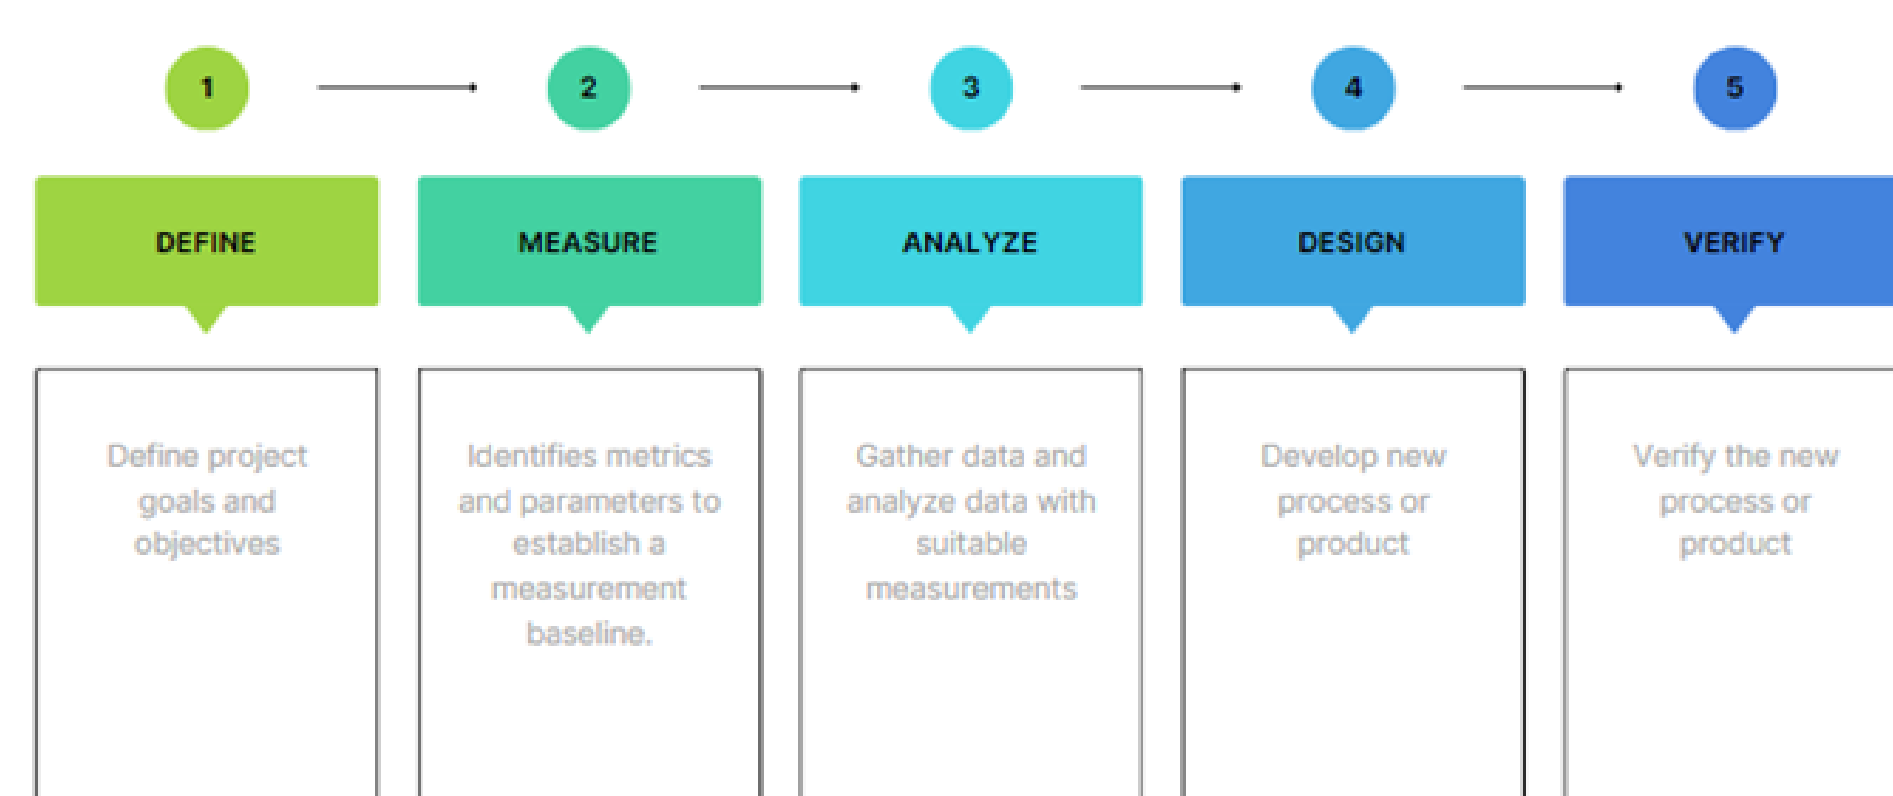 1
2
3
4
5
DEFINE
MEASURE
ANALYZE
DESIGN
VERIFY
Define project
goals and
objectives
Identifies metrics
and parameters to
establish a
measurement
baseline.
Gather data and
analyze data with
suitable
measurements
Develop new
process or
product
Verify the new
process or
product